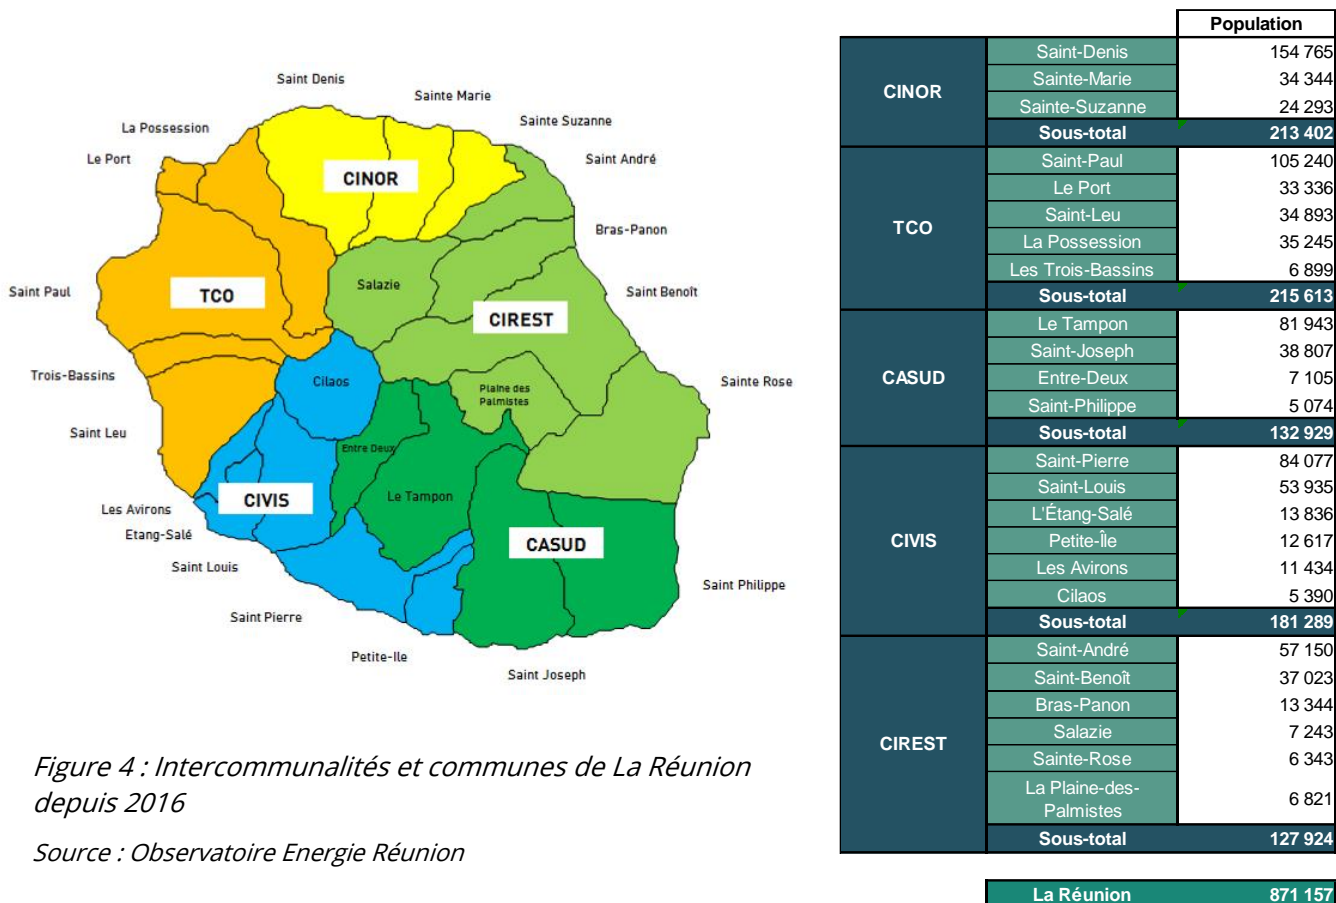 Saint Denis
Sainte Marie
Sainte Suzanne
La Possession
Le Port
Saint André
CINOR
Bras-Panon
Salazie
Saint Paul
TCO
Saint Benoît
CIREST
Trois-Bassins
Cilaos
Plaine des
Palmistes
Sainte Rose
Saint Leu
Entre Deux
Le Tampon
CIVIS
Les Avirons
Etang-Salé
CASUD
Saint Louis
Saint Philippe
Saint Pierre
Petite-Ile
Saint Joseph
Figure 4 : Intercommunalités et communes de La Réunion
depuis 2016
Source : Observatoire Energie Réunion
Population
CINOR
Saint-Denis 154 765
Sainte-Marie 34 344
Sainte-Suzanne 24 293
Sous-total 213 402
TCO
Saint-Paul 105 240
Le Port 33 336
Saint-Leu 34 893
La Possession 35 245
Les Trois-Bassins 6 899
Sous-total 215 613
CASUD
Le Tampon 81 943
Saint-Joseph 38 807
Entre-Deux 7 105
Saint-Philippe 5 074
Sous-total 132 929
CIVIS
Saint-Pierre 84 077
Saint-Louis 53 935
L'Étang-Salé 13 836
Petite-Île 12 617
Les Avirons 11 434
Cilaos 5 390
Sous-total 181 289
CIREST
Saint-André 57 150
Saint-Benoît 37 023
Bras-Panon 13 344
Salazie 7 243
Sainte-Rose 6 343
La Plaine-des-
Palmistes 6 821
Sous-total 127 924
La Réunion 871 157